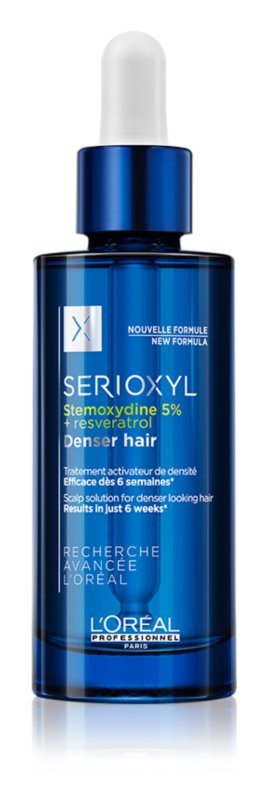 X
NOUVELLE FORMULE
NEW FORMULA
SERIOXYL
Stemoxydine 5%
+ resveratrol
Denser hair
Traitement activateur de densité
Efficace dès 6 semaines*
Scalp solution for denser looking hair
Results in just 6 weeks*
RECHERCHE
AVANCÉE
L'ORÉAL
L'ORÉAL
PROFESSIONNEL
PARIS